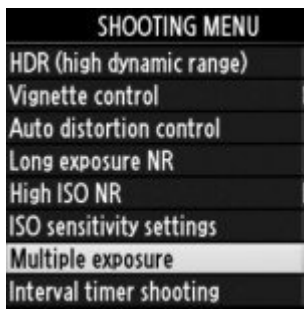 SHOOTING MENU
HDR (high dynamic range)
Vignette control
Auto distortion control
Long exposure NR
High ISO NR
ISO sensitivity settings
Multiple exposure
Interval timer shooting